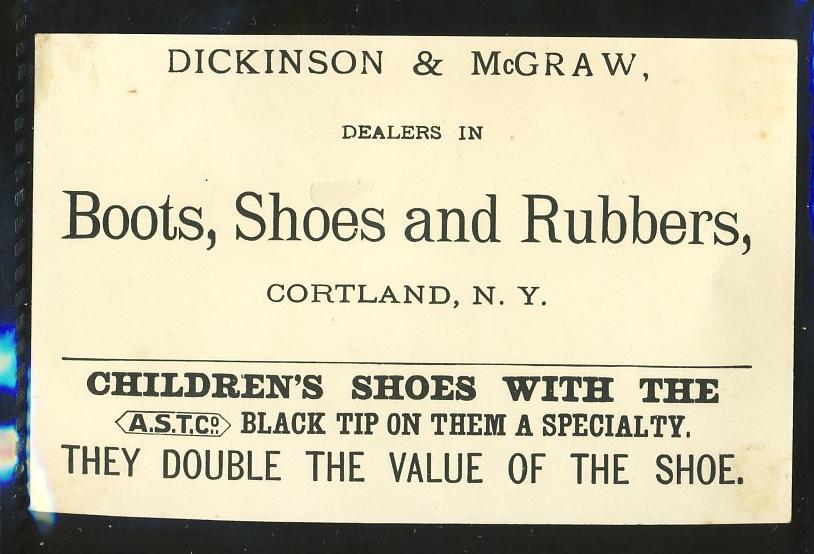 DICKINSON & McGRAW,
DEALERS IN
Boots, Shoes and Rubbers,
CORTLAND, N. Y.
CHILDREN'S SHOES WITH THE
A.S.T.Co. BLACK TIP ON THEM A SPECIALTY.
THEY DOUBLE THE VALUE OF THE SHOE.